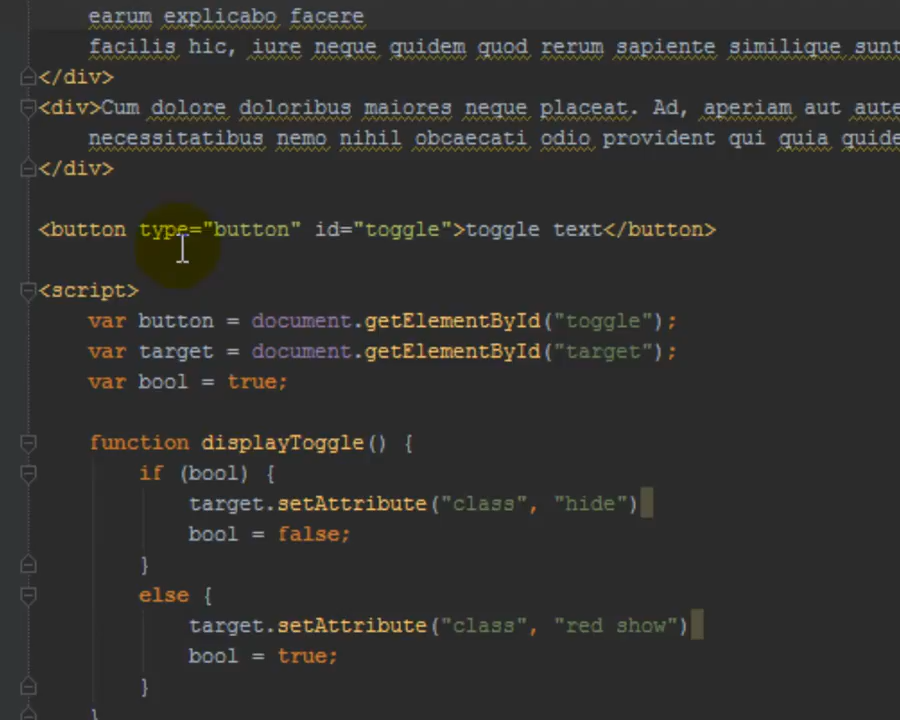 earum explicabo facere
facilis hic, iure neque quidem quod rerum sapiente similique sunt
</div>
<div>Cum dolore doloribus maiores neque placeat. Ad, aperiam aut aute
necessitatibus nemo nihil obcaecati odio provident qui quia quide
</div>
<button type="button" id="toggle">toggle text</button>
<script>
var button = document.getElementById("toggle");
var target = document.getElementById("target");
var bool = true;
function displayToggle() {
if (bool) {
target.setAttribute("class", "hide")
bool = false;
}
else {
target.setAttribute("class", "red show")
bool = true;
}
}